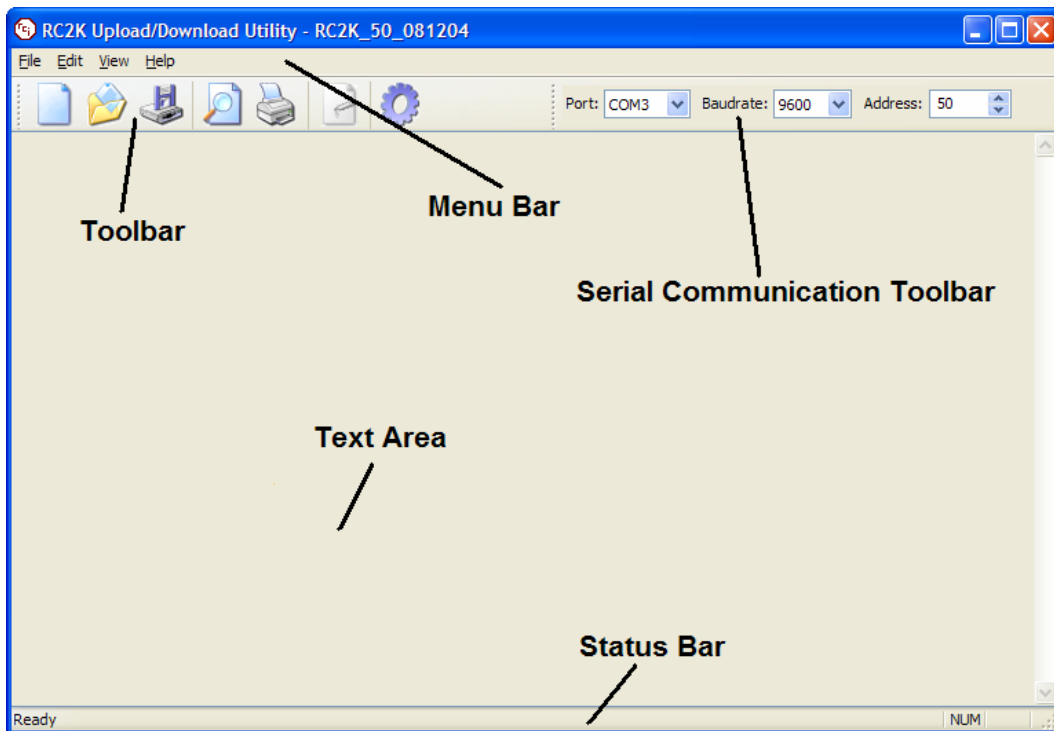 RC2K Upload/Download Utility - RC2K_50_081204
File Edit View Help
Port: COM3 Baudrate: 9600 Address: 50
Menu Bar
Toolbar
Serial Communication Toolbar
Text Area
Status Bar
Ready NUM